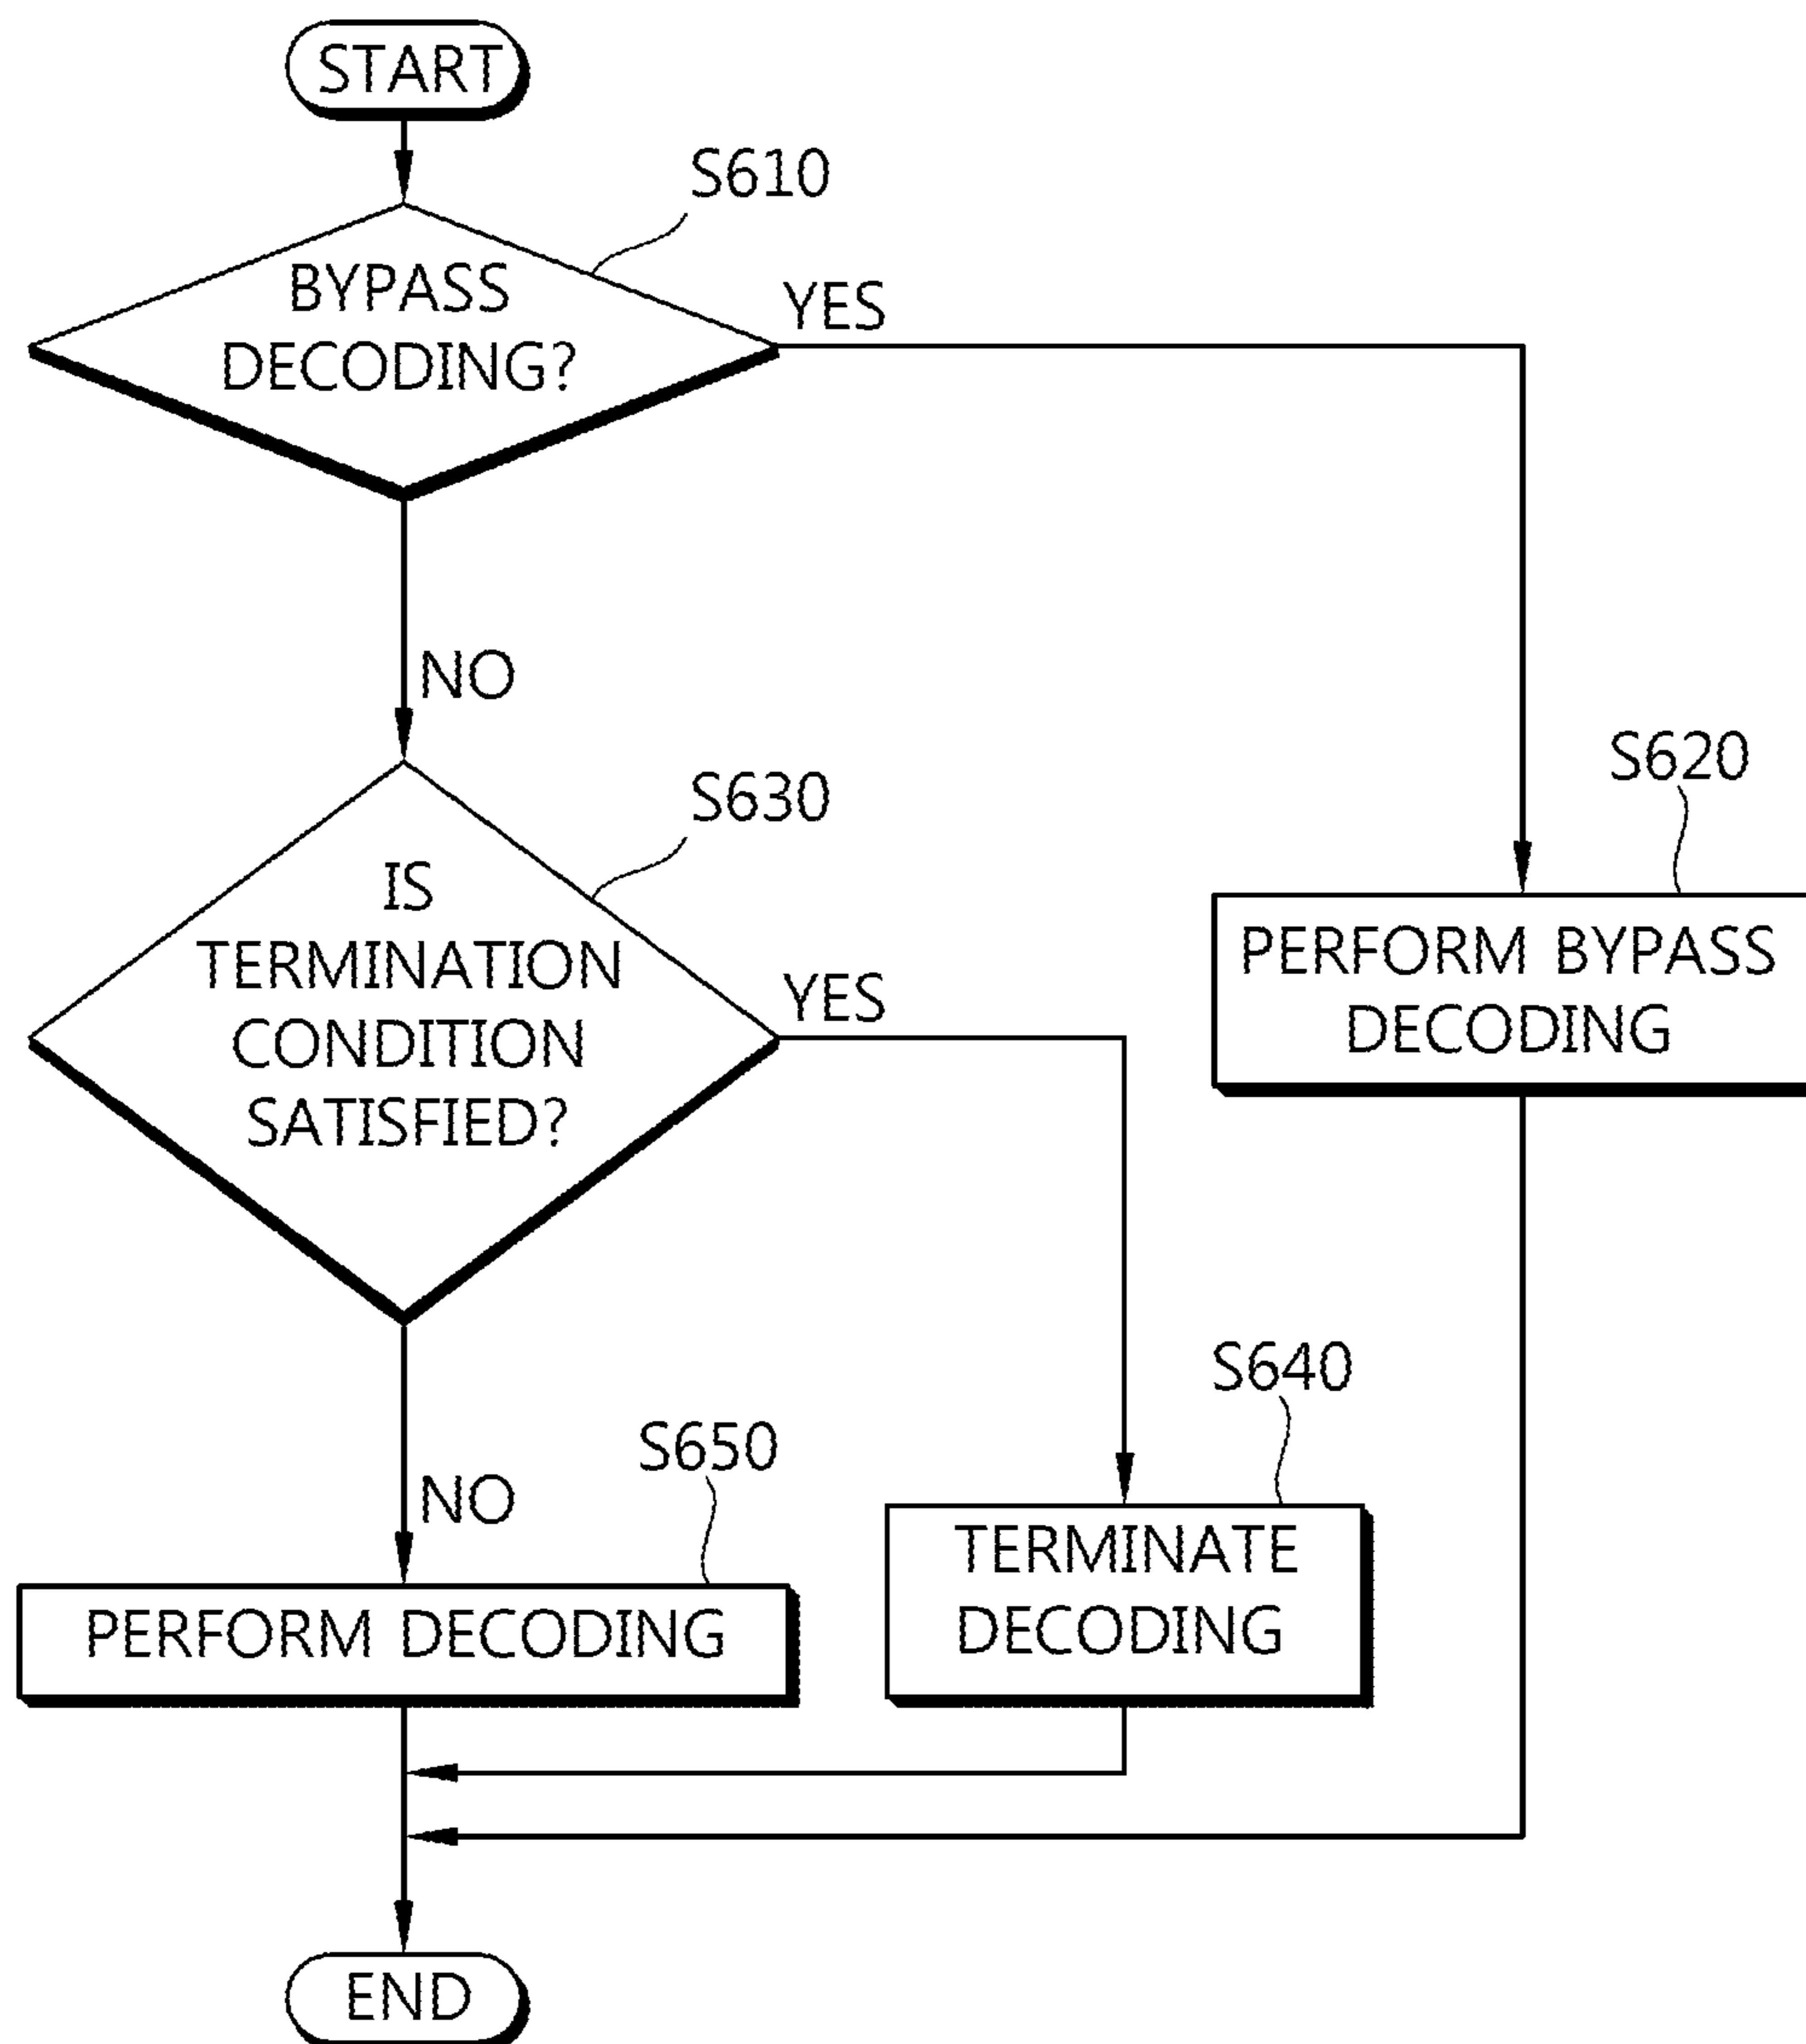 START
S610
BYPASS
DECODING?
YES
NO
S620
PERFORM BYPASS
DECODING
S630
IS
TERMINATION
CONDITION
SATISFIED?
YES
NO
S640
TERMINATE
DECODING
S650
PERFORM DECODING
END